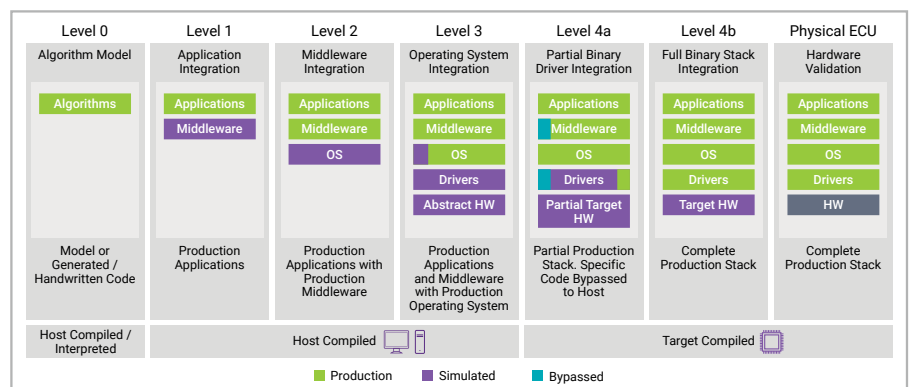 Level 0
Level 1
Level 2
Level 3
Level 4a
Level 4b
Physical ECU
Algorithm Model
Application
Integration
Middleware
Integration
Operating System
Integration
Partial Binary
Driver Integration
Full Binary Stack
Integration
Hardware
Validation
Algorithms
Applications
Middleware
Applications
Middleware
OS
Applications
Middleware
OS
Drivers
Abstract HW
Applications
Middleware
OS
Drivers
Partial Target
HW
Applications
Middleware
OS
Drivers
Target HW
Applications
Middleware
OS
Drivers
HW
Model or
Generated /
Handwritten Code
Production
Applications
Production
Applications with
Production
Middleware
Production
Applications
and Middleware
with Production
Operating System
Partial Production
Stack. Specific
Code Bypassed
to Host
Complete
Production Stack
Complete
Production Stack
Host Compiled /
Interpreted
Host Compiled
Target Compiled
Production
Simulated
Bypassed